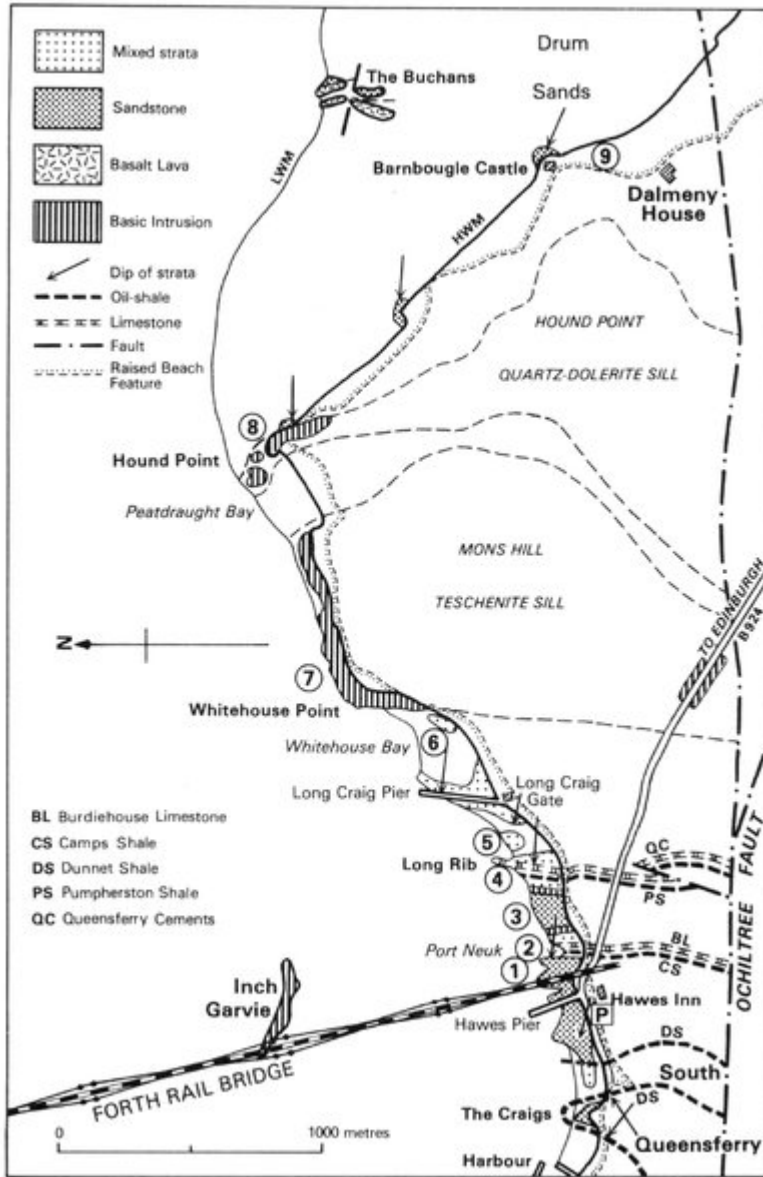 Mixed strata
Sandstone
Basalt Lava
Basic Intrusion
Dip of strata
Oil-shale
Limestone
Fault
Raised Beach
Feature
The Buchans
Drum
Sands
LWM
HWM
Barnbougle Castle
9
Dalmeny
House
HOUND POINT
QUARTZ-DOLERITE SILL
8
Hound Point
Peatdraught Bay
MONS HILL
TESCHENITE SILL
N
TO EDINBURGH
B924
7
Whitehouse Point
Whitehouse Bay
6
Long Craig Pier
Long Craig
Gate
BL Burdiehouse Limestone
CS Camps Shale
DS Dunnet Shale
PS Pumpherston Shale
QC Queensferry Cements
5
Long Rib
4
QC
PS
3
Port Neuk
2
BL
1
CS
OCHILTREE FAULT
Inch
Garvie
Hawes Inn
P
Hawes Pier
DS
FORTH RAIL BRIDGE
South
The Craigs
DS
Queensferry
0
1000 metres
Harbour